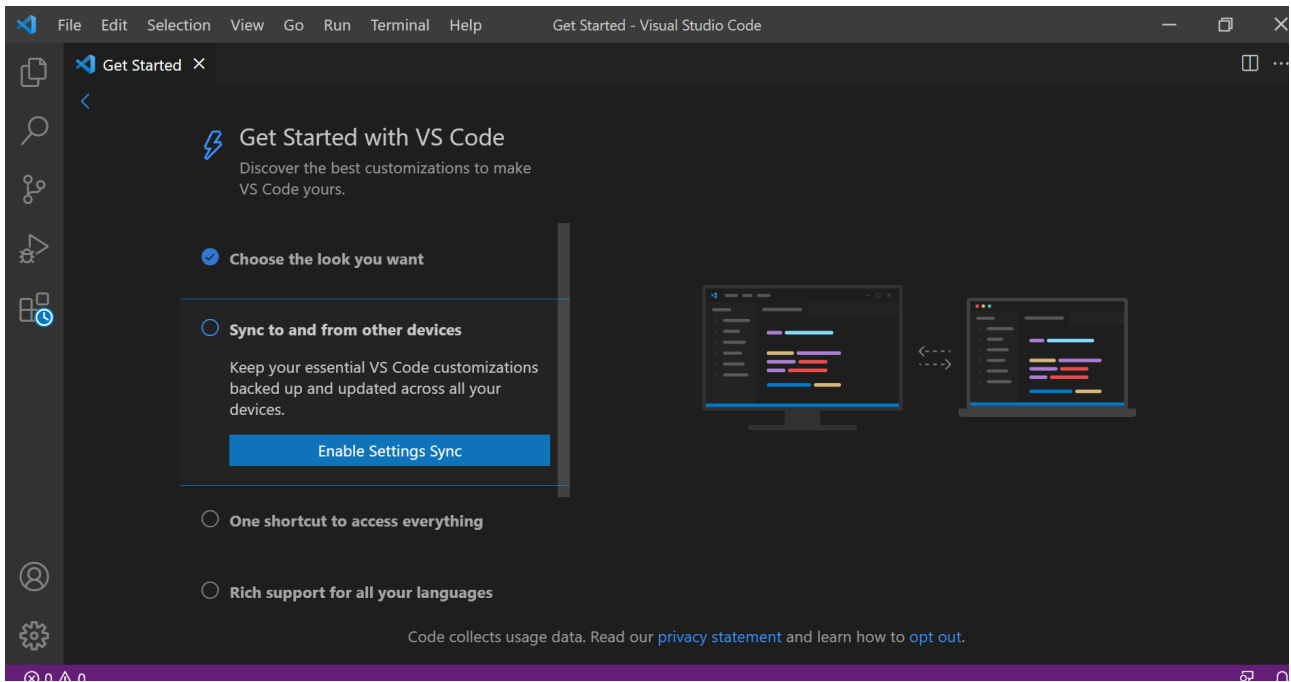 File Edit Selection View Go Run Terminal Help Get Started - Visual Studio Code
Get Started
Get Started with VS Code
Discover the best customizations to make
VS Code yours.
Choose the look you want
Sync to and from other devices
Keep your essential VS Code customizations
backed up and updated across all your
devices.
Enable Settings Sync
One shortcut to access everything
Rich support for all your languages
Code collects usage data. Read our privacy statement and learn how to opt out.
0 0